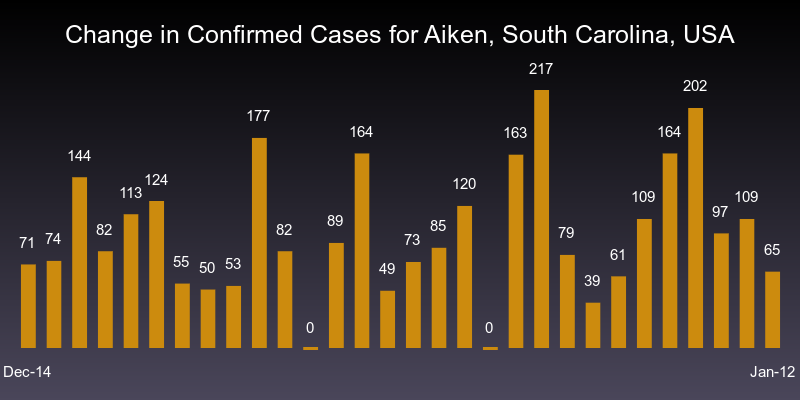 Change in Confirmed Cases for Aiken, South Carolina, USA
71 74 144 82 113 124 55 50 53 177 82 0 89 164 49 73 85 120 0 163 217 79 39 61 109 164 202 97 109 65
Dec-14 Jan-12